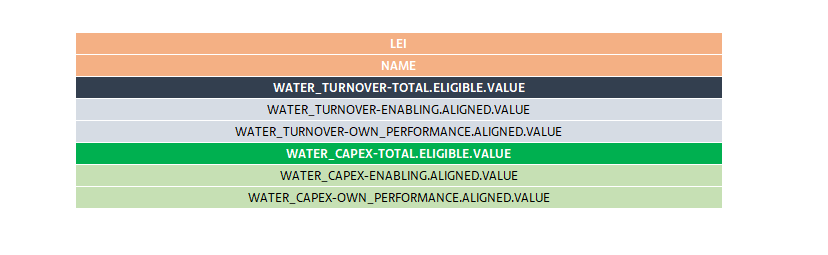 LEI
NAME
WATER_TURNOVER-TOTAL.ELIGIBLE.VALUE
WATER_TURNOVER-ENABLING.ALIGNED.VALUE
WATER_TURNOVER-OWN_PERFORMANCE.ALIGNED.VALUE
WATER_CAPEX-TOTAL.ELIGIBLE.VALUE
WATER_CAPEX-ENABLING.ALIGNED.VALUE
WATER_CAPEX-OWN_PERFORMANCE.ALIGNED.VALUE